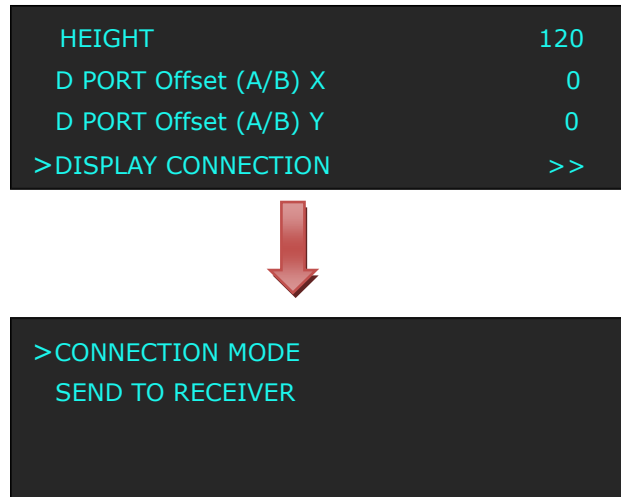 HEIGHT 120
D PORT Offset (A/B) X 0
D PORT Offset (A/B) Y 0
>DISPLAY CONNECTION >>
>CONNECTION MODE
SEND TO RECEIVER